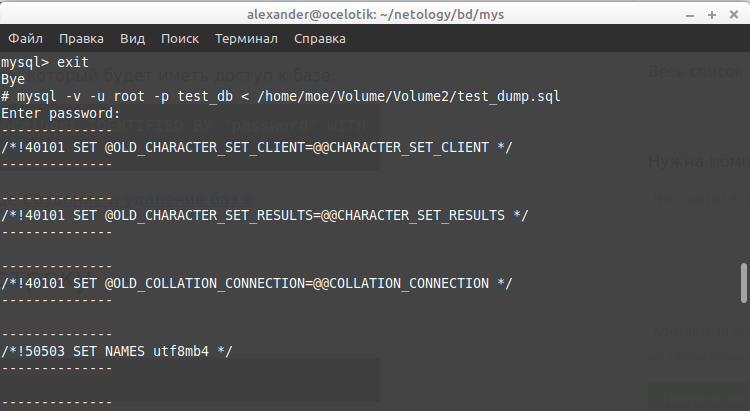 alexander@ocelotik: ~/netology/bd/mys
Файл Правка Вид Поиск Терминал Справка
mysql> exit
Bye
# mysql -v -u root -p test_db < /home/moe/Volume/Volume2/test_dump.sql
Enter password:
--------------
/*!40101 SET @OLD_CHARACTER_SET_CLIENT=@@CHARACTER_SET_CLIENT */
--------------
--------------
/*!40101 SET @OLD_CHARACTER_SET_RESULTS=@@CHARACTER_SET_RESULTS */
--------------
--------------
/*!40101 SET @OLD_COLLATION_CONNECTION=@@COLLATION_CONNECTION */
--------------
--------------
/*!50503 SET NAMES utf8mb4 */
--------------
--------------